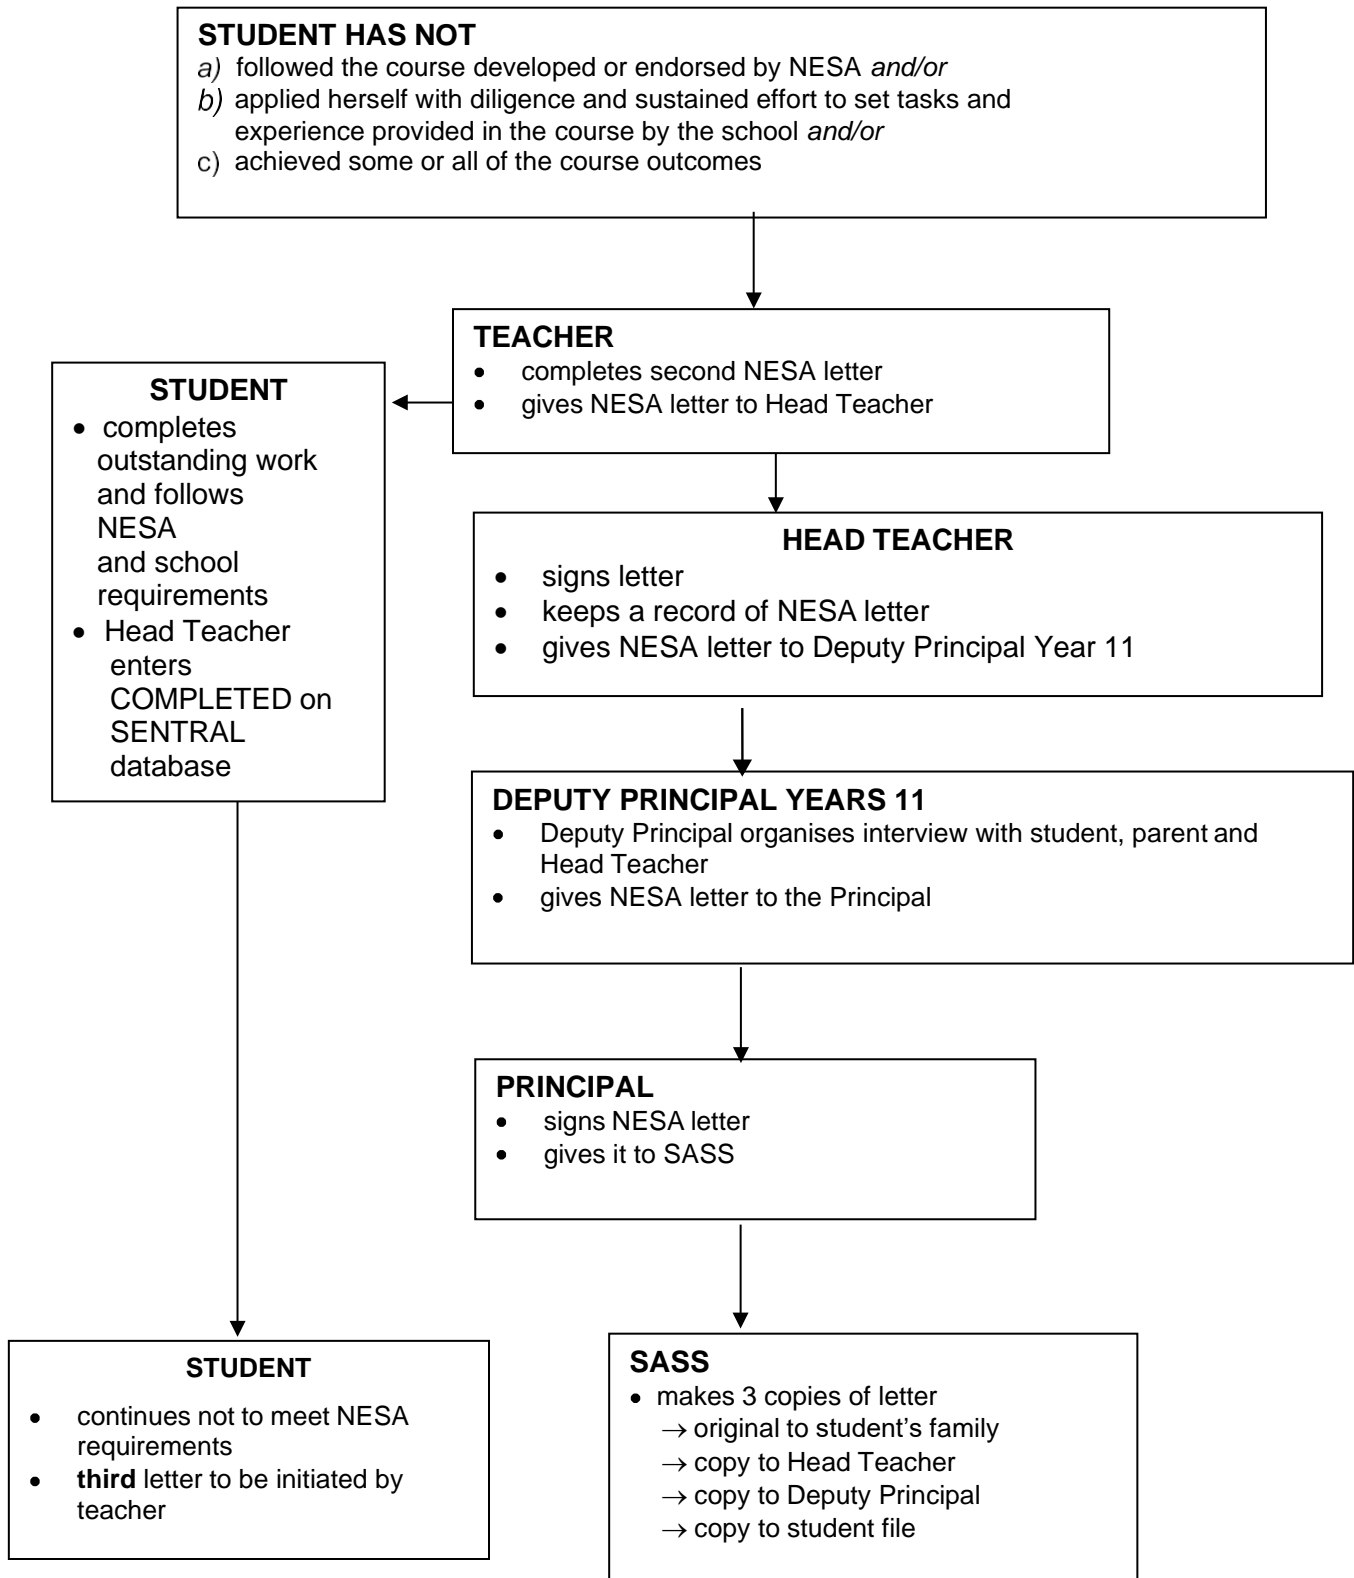 STUDENT HAS NOT
a) followed the course developed or endorsed by NESA and/or
b) applied herself with diligence and sustained effort to set tasks and
experience provided in the course by the school and/or
c) achieved some or all of the course outcomes
TEACHER
• completes second NESA letter
• gives NESA letter to Head Teacher
STUDENT
• completes
outstanding work
and follows
NESA
and school
requirements
• Head Teacher
enters
COMPLETED on
SENTRAL
database
HEAD TEACHER
• signs letter
• keeps a record of NESA letter
• gives NESA letter to Deputy Principal Year 11
DEPUTY PRINCIPAL YEARS 11
• Deputy Principal organises interview with student, parent and
Head Teacher
• gives NESA letter to the Principal
PRINCIPAL
• signs NESA letter
• gives it to SASS
STUDENT
• continues not to meet NESA
requirements
• third letter to be initiated by
teacher
SASS
• makes 3 copies of letter
→ original to student’s family
→ copy to Head Teacher
→ copy to Deputy Principal
→ copy to student file